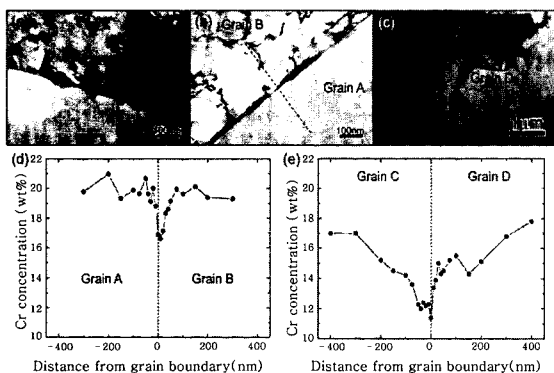 (b) Grain B
(c)
Grain A
100nm
(d)
Cr concentration (wt%)
22
20
18
16
14
12
10
Grain A
Grain B
-400
-200
0
200
400
Distance from grain boundary(nm)
(e)
Cr concentration (wt%)
22
20
18
16
14
12
10
Grain C
Grain D
-400
-200
0
200
400
Distance from grain boundary(nm)